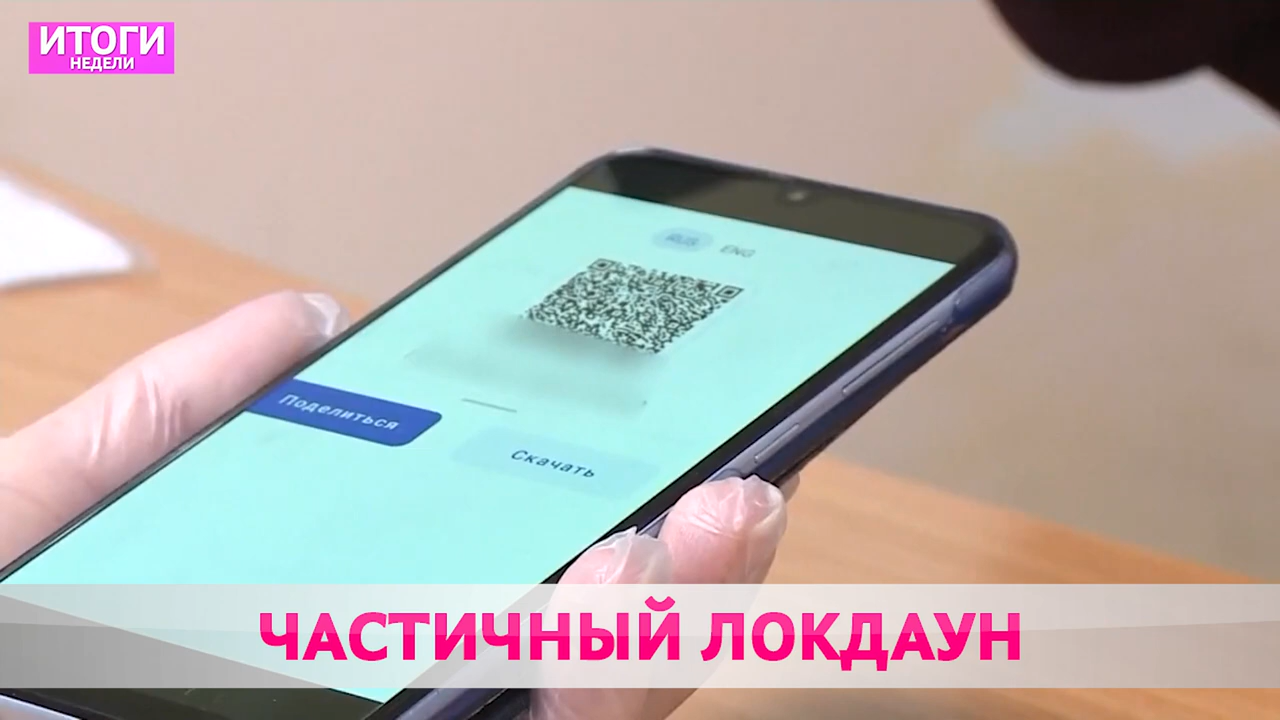 ИТОГИ
НЕДЕЛИ
RUS ENG
Поделиться
Скачать
ЧАСТИЧНЫЙ ЛОКДАУН